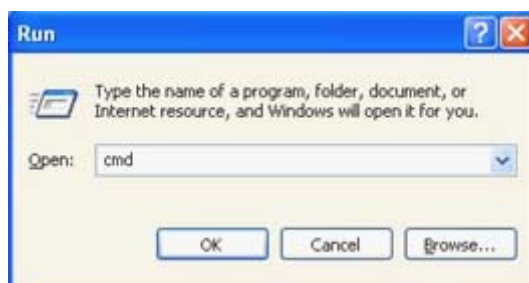 Run
Type the name of a program, folder, document, or
Internet resource, and Windows will open it for you.
Open: cmd
OK Cancel Browse...